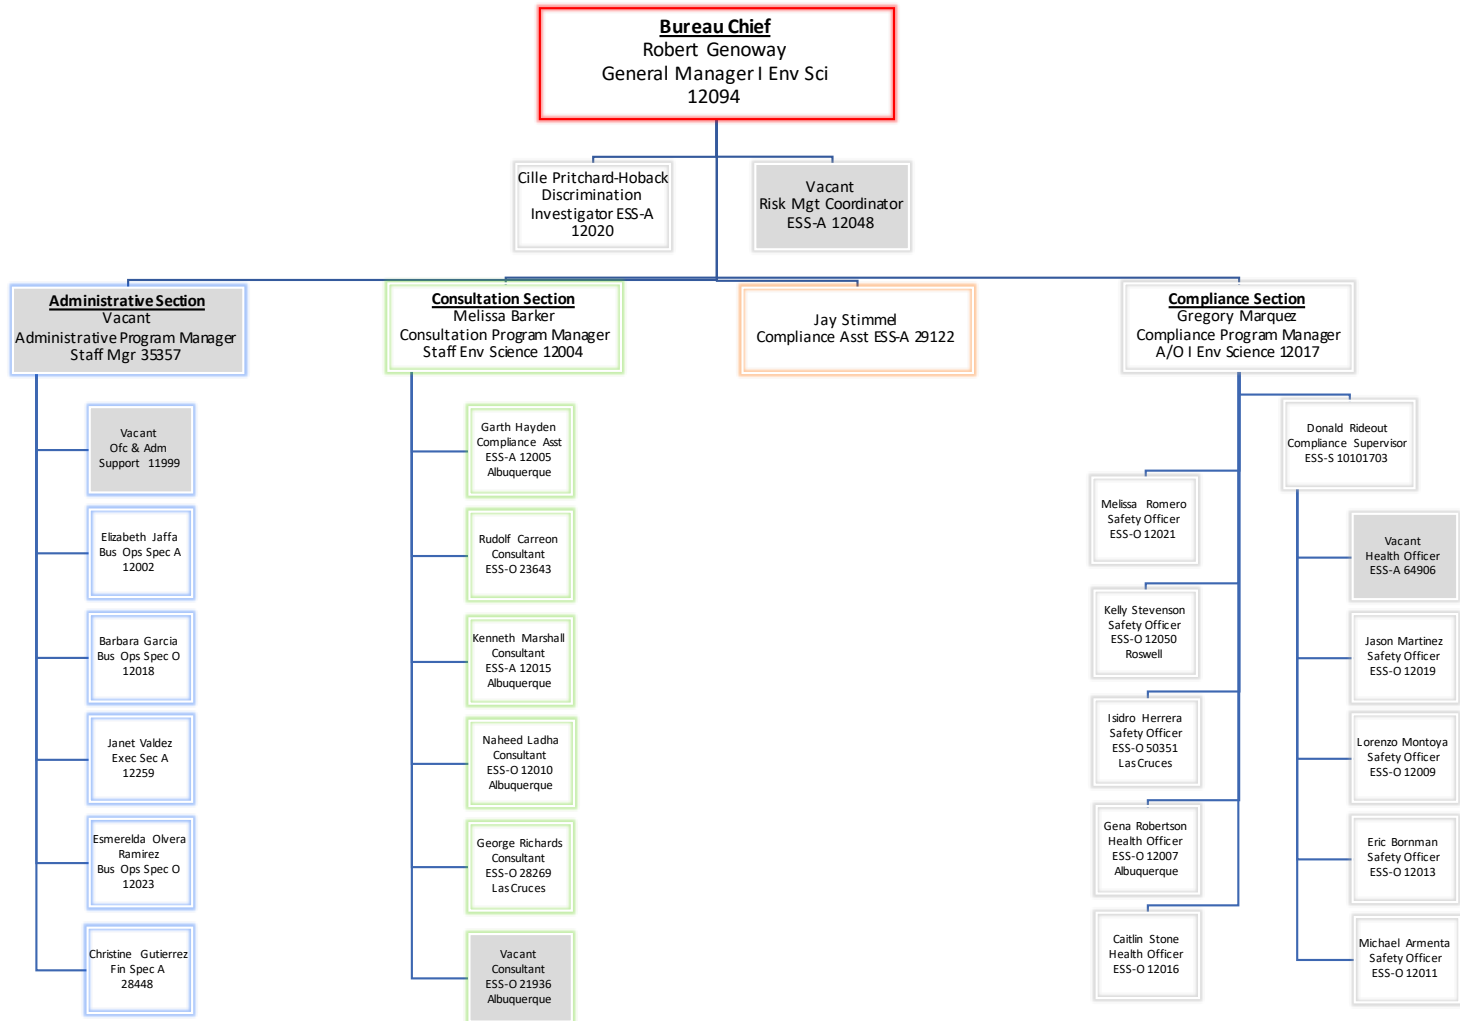 Bureau Chief
Robert Genoway
General Manager I Env Sci
12094
Cille Pritchard-Hoback
Discrimination
Investigator ESS-A
12020
Vacant
Risk Mgt Coordinator
ESS-A 12048
Administrative Section
Vacant
Administrative Program Manager
Staff Mgr 35357
Consultation Section
Melissa Barker
Consultation Program Manager
Staff Env Science 12004
Jay Stimmel
Compliance Asst ESS-A 29122
Compliance Section
Gregory Marquez
Compliance Program Manager
A/O I Env Science 12017
Vacant
Ofc & Adm
Support 11999
Elizabeth Jaffa
Bus Ops Spec A
12002
Barbara Garcia
Bus Ops Spec O
12018
Janet Valdez
Exec Sec A
12259
Esmerelda Olvera
Ramirez
Bus Ops Spec O
12023
Christine Gutierrez
Fin Spec A
28448
Garth Hayden
Compliance Asst
ESS-A 12005
Albuquerque
Rudolf Carreon
Consultant
ESS-O 23643
Kenneth Marshall
Consultant
ESS-A 12015
Albuquerque
Naheed Ladha
Consultant
ESS-O 12010
Albuquerque
George Richards
Consultant
ESS-O 28269
Las Cruces
Vacant
Consultant
ESS-O 21936
Albuquerque
Melissa Romero
Safety Officer
ESS-O 12021
Kelly Stevenson
Safety Officer
ESS-O 12050
Roswell
Isidro Herrera
Safety Officer
ESS-O 50351
Las Cruces
Gena Robertson
Health Officer
ESS-O 12007
Albuquerque
Caitlin Stone
Health Officer
ESS-O 12016
Donald Rideout
Compliance Supervisor
ESS-S 10101703
Vacant
Health Officer
ESS-A 64906
Jason Martinez
Safety Officer
ESS-O 12019
Lorenzo Montoya
Safety Officer
ESS-O 12009
Eric Bornman
Safety Officer
ESS-O 12013
Michael Armenta
Safety Officer
ESS-O 12011